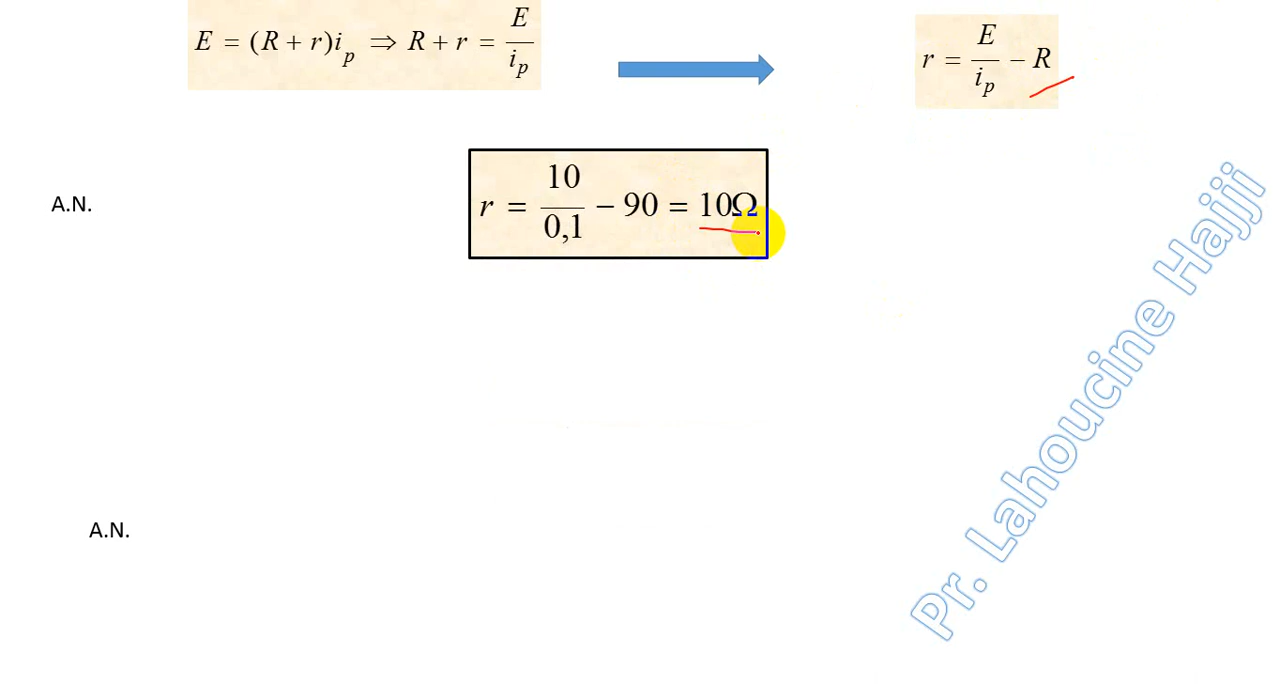 E = (R + r)i_p ⇒ R + r = E/i_p
r = E/i_p − R
A.N.
r = 10/0,1 − 90 = 10Ω
A.N.
Pr. Lahoucine Hajji